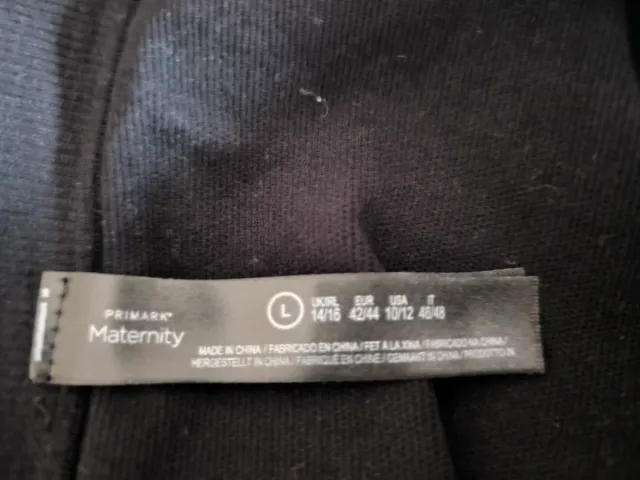 PRIMARK®
Maternity
L
UK/IRL EUR USA IT
14/16 42/44 10/12 46/48
MADE IN CHINA / FABRICADO EN CHINA / FET A LA XINA / FABRICADO NA CHINA /
HERGESTELLT IN CHINA / FABRIQUÉ EN CHINE / GEMAAKT IN CHINA / PRODOTTO IN